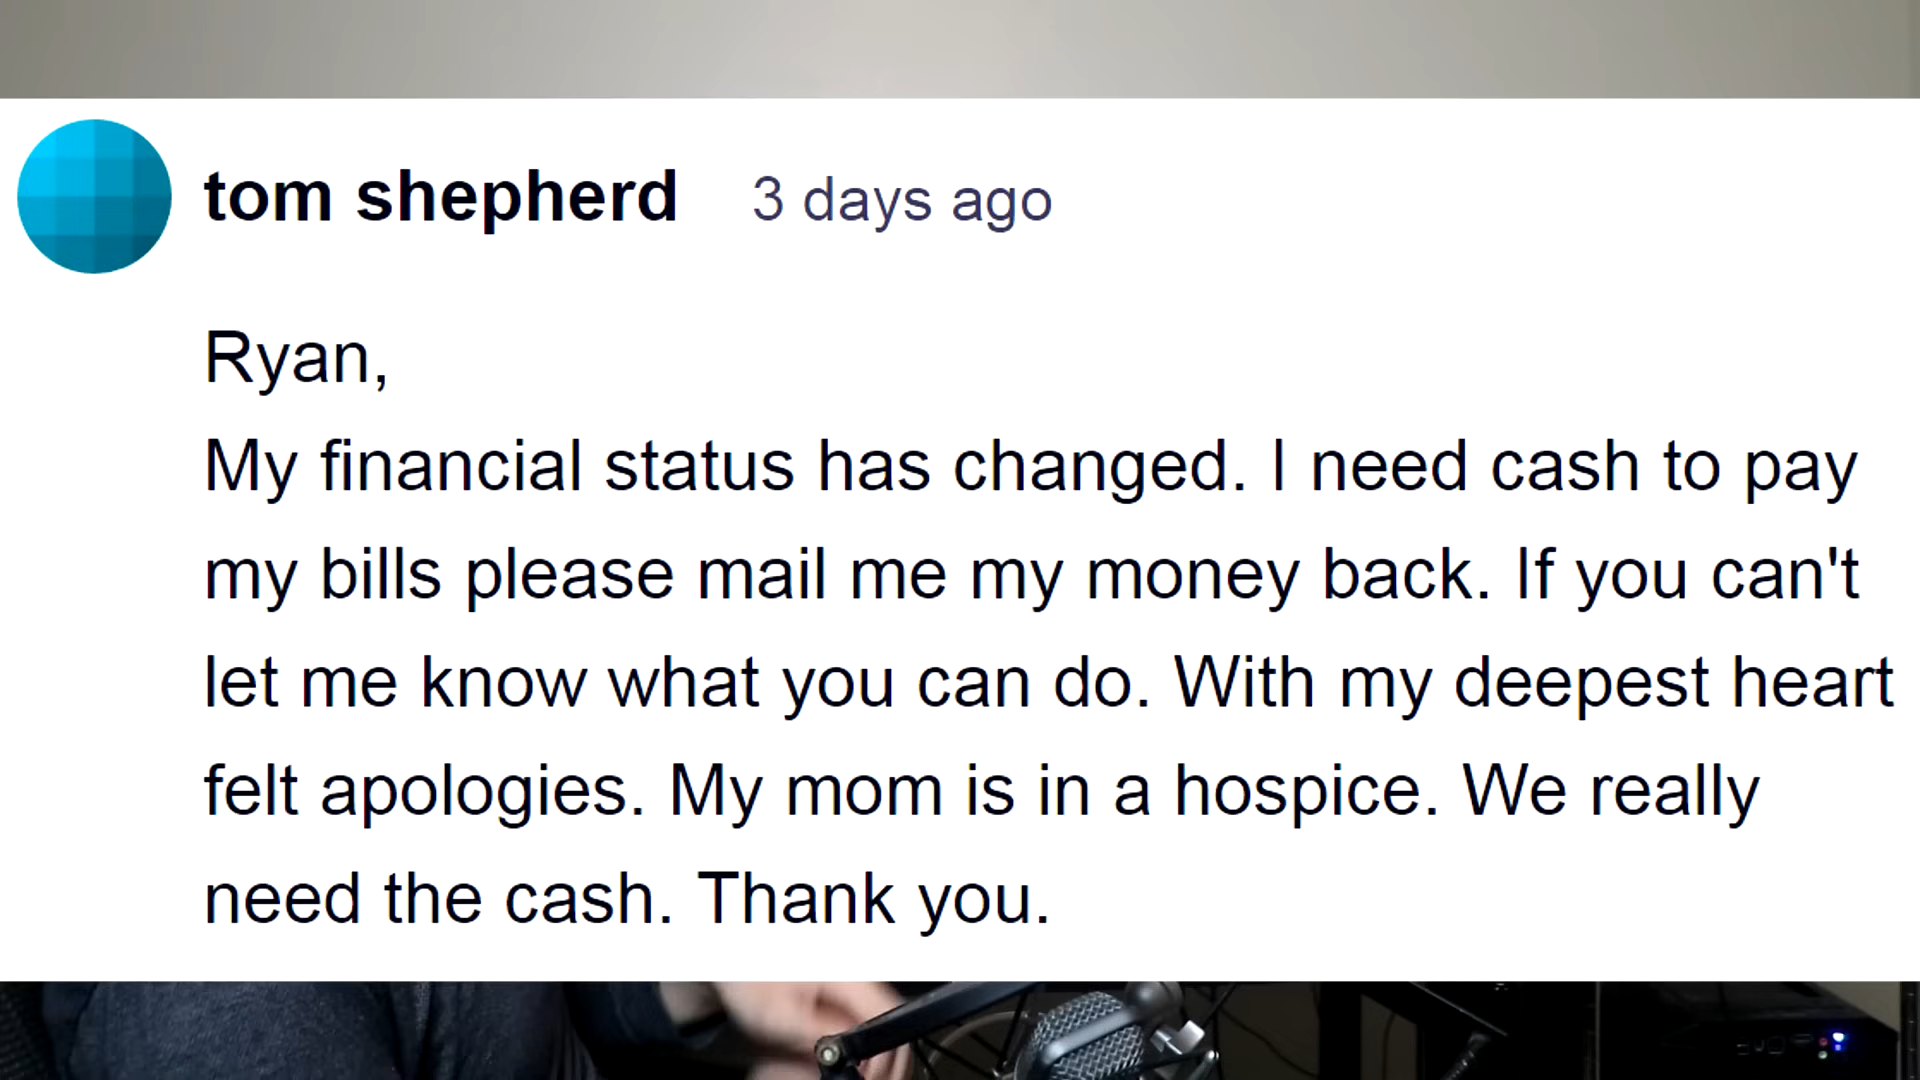 tom shepherd 3 days ago
Ryan,
My financial status has changed. I need cash to pay
my bills please mail me my money back. If you can't
let me know what you can do. With my deepest heart
felt apologies. My mom is in a hospice. We really
need the cash. Thank you.